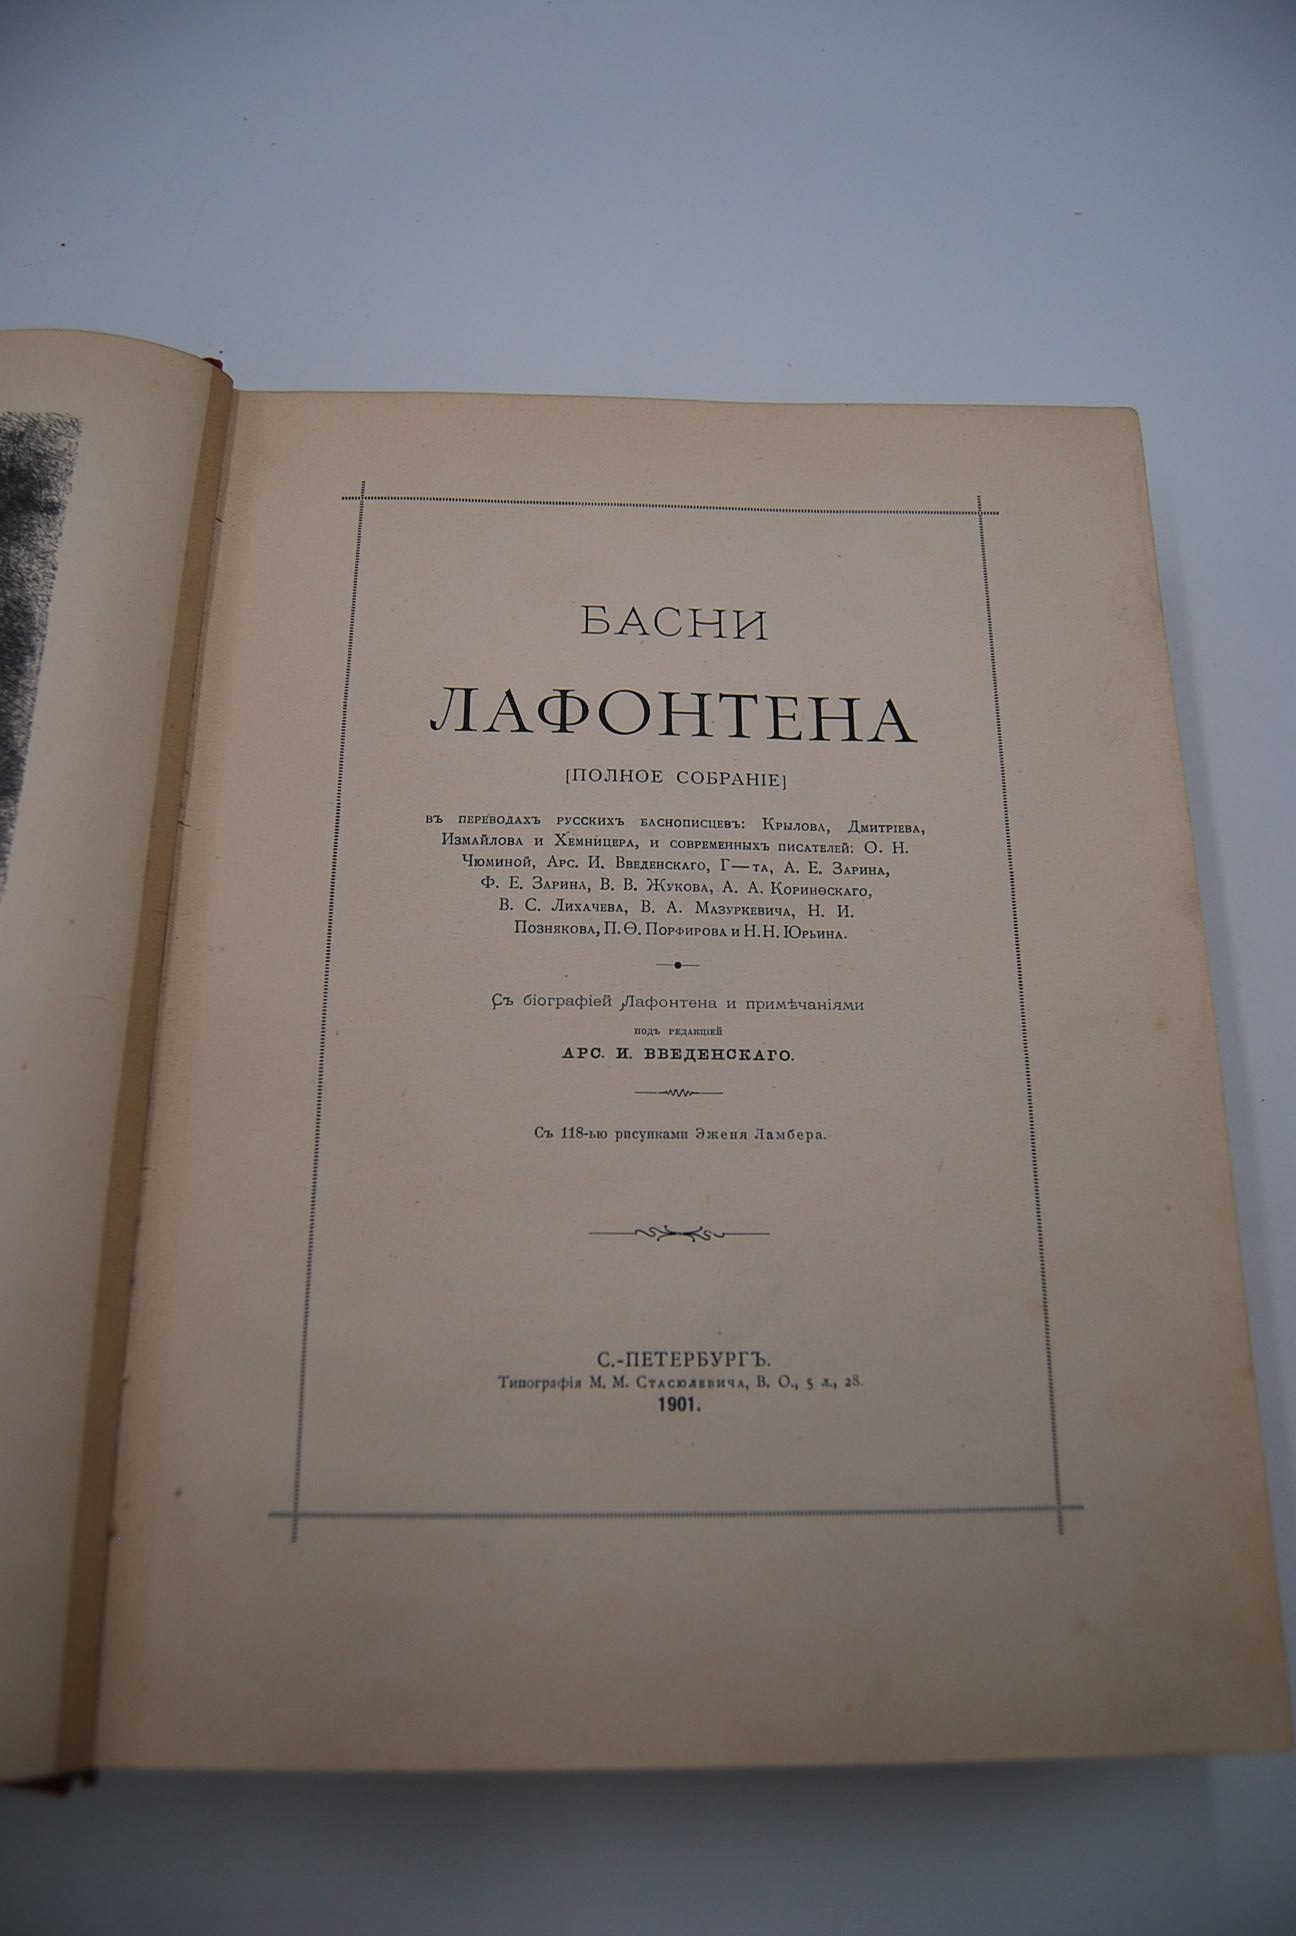 БАСНИ
ЛАФОНТЕНА
[ПОЛНОЕ СОБРАНІЕ]
въ переводахъ русскихъ баснописцевъ: Крылова, Дмитріева,
Измайлова и Хемницера, и современныхъ писателей: О. Н.
Чюминой, Арс. И. Введенскаго, Г—та, А. Е. Зарина,
Ф. Е. Зарина, В. В. Жукова, А. А. Коринѳскаго,
В. С. Лихачева, В. А. Мазуркевича, Н. И.
Познякова, П. Ѳ. Порфирова и Н. Н. Юрьина.
Съ біографіей Лафонтена и примѣчаніями
подъ редакціей
АРС. И. ВВЕДЕНСКАГО.
Съ 118-ью рисунками Эженя Ламбера.
С.-ПЕТЕРБУРГЪ.
Типографія М. М. Стасюлевича, В. О., 5 л., 28.
1901.